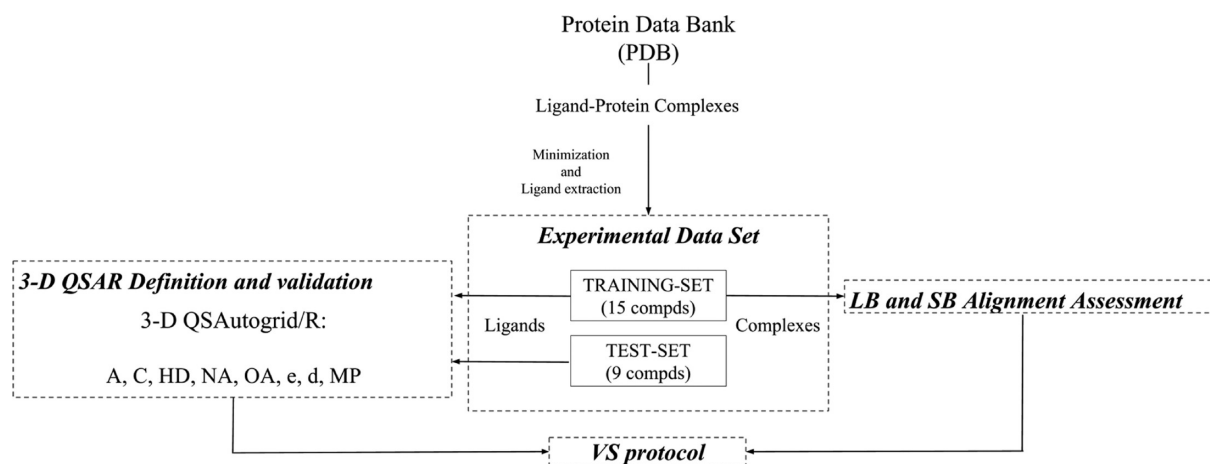 Protein Data Bank
(PDB)
Ligand-Protein Complexes
Minimization
and
Ligand extraction
Experimental Data Set
3-D QSAR Definition and validation
3-D QSAutogrid/R:
A, C, HD, NA, OA, e, d, MP
Ligands
TRAINING-SET
(15 compds)
TEST-SET
(9 compds)
Complexes
LB and SB Alignment Assessment
VS protocol